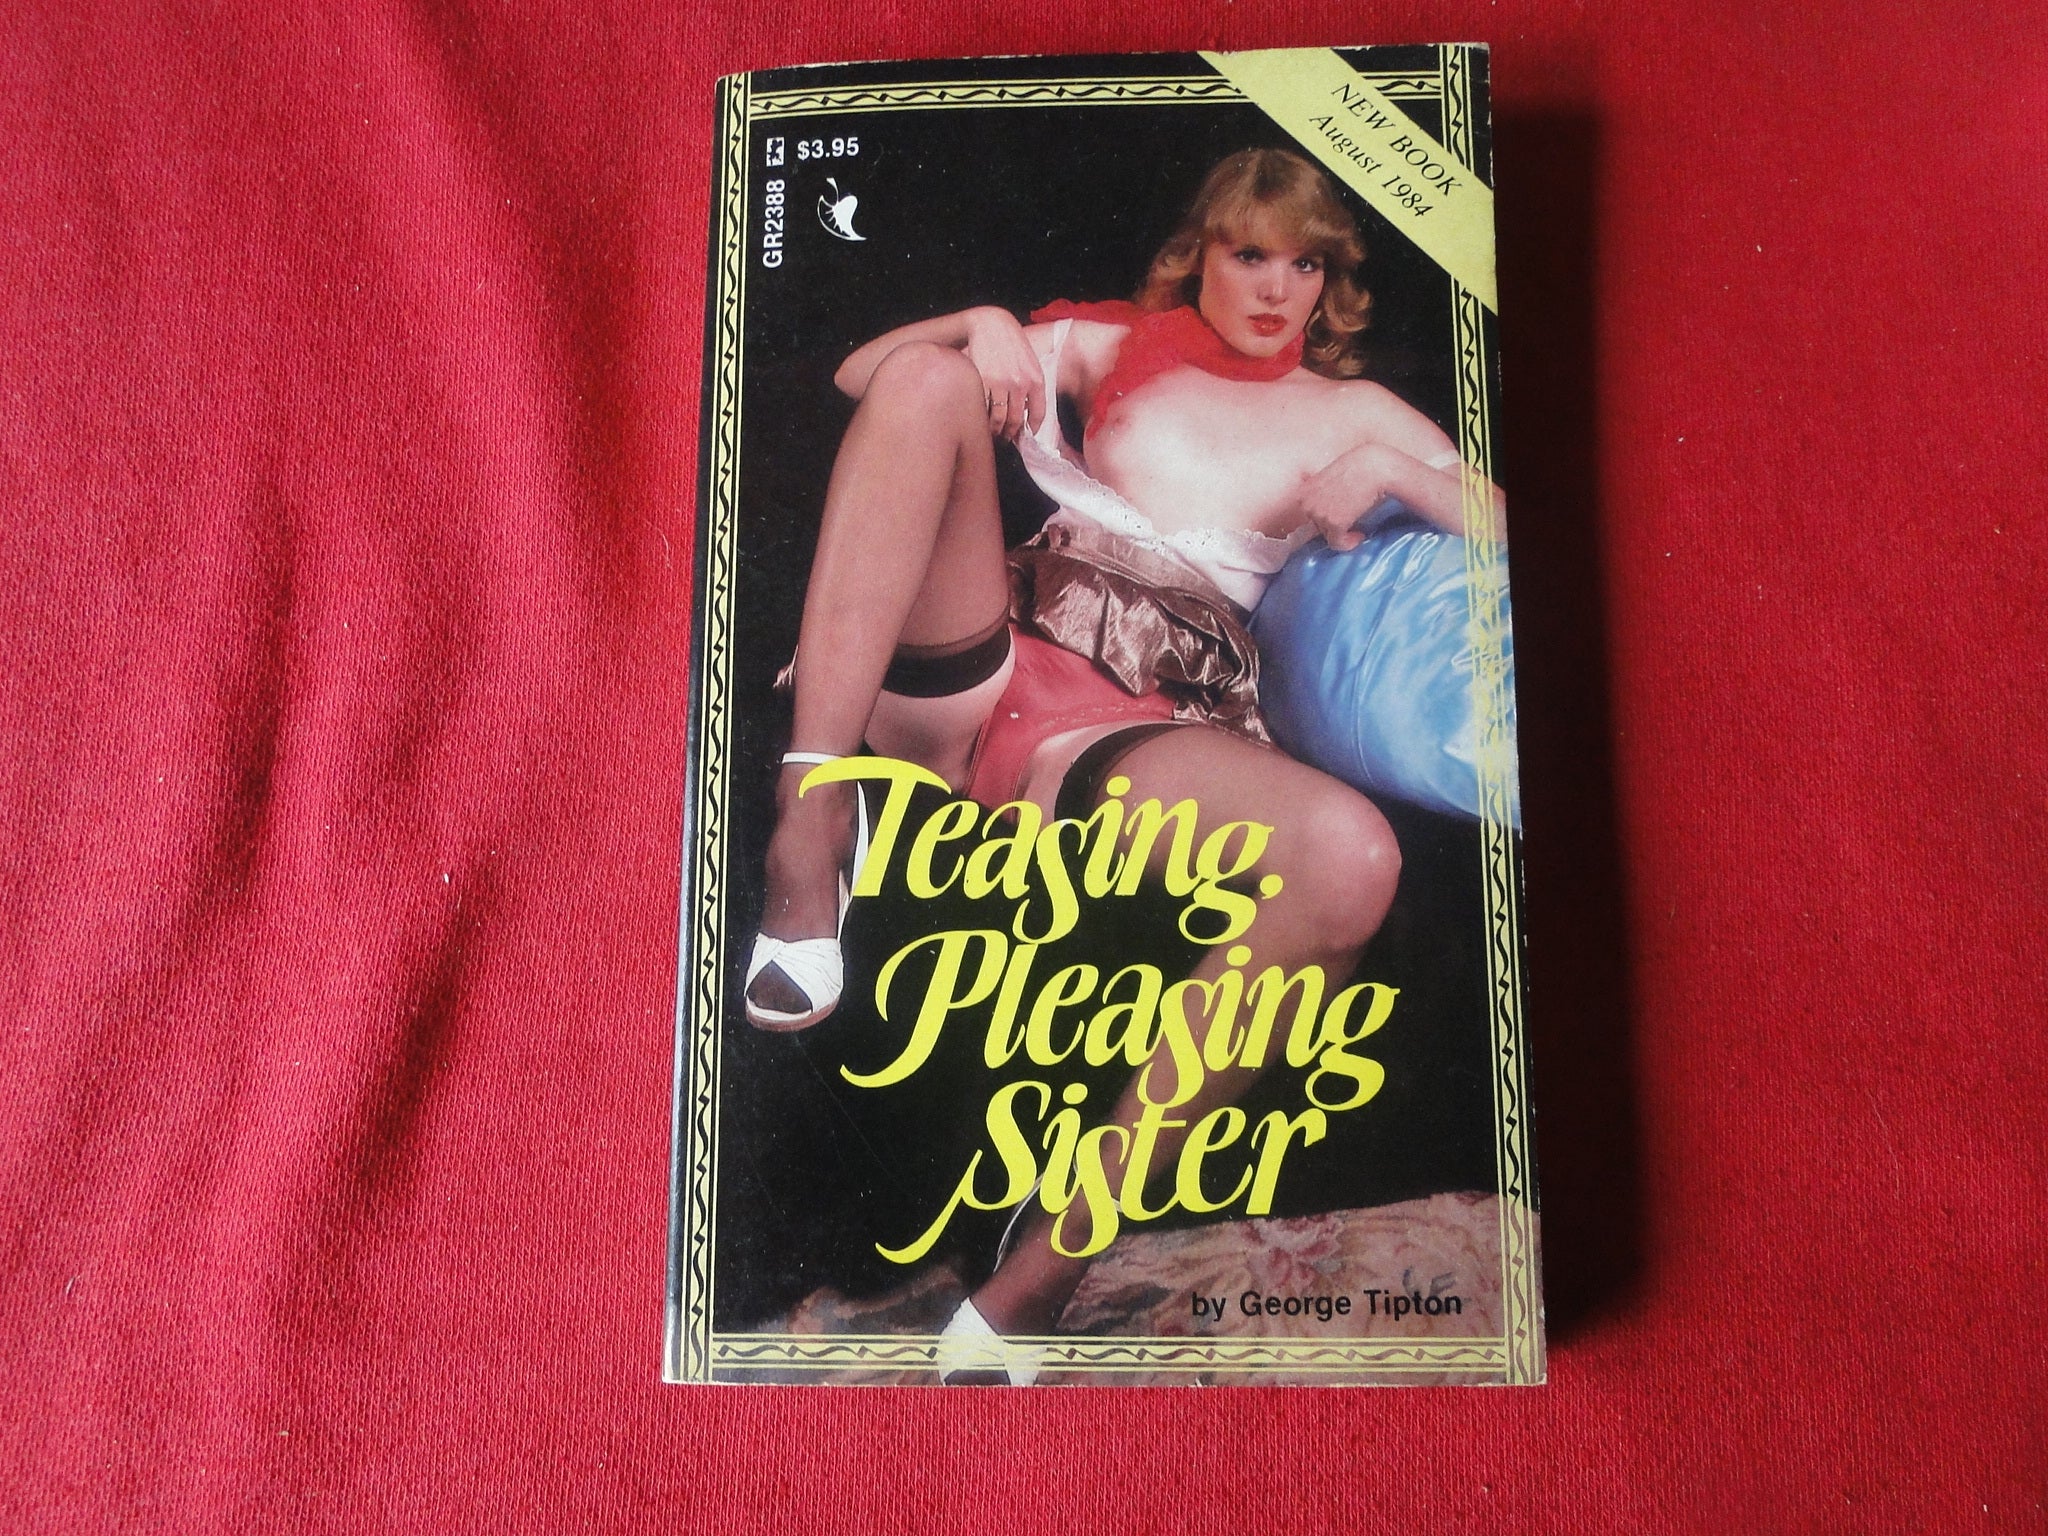 NEW BOOK
August 1984
$3.95
GR2388
Teasing,
Pleasing
Sister
by George Tipton